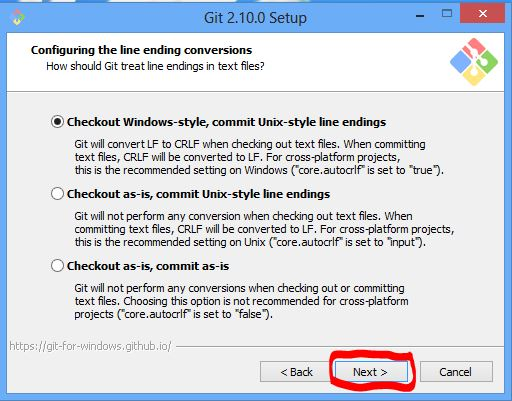 Git 2.10.0 Setup
Configuring the line ending conversions
How should Git treat line endings in text files?
Checkout Windows-style, commit Unix-style line endings
Git will convert LF to CRLF when checking out text files. When committing
text files, CRLF will be converted to LF. For cross-platform projects,
this is the recommended setting on Windows ("core.autocrlf" is set to "true").
Checkout as-is, commit Unix-style line endings
Git will not perform any conversion when checking out text files. When
committing text files, CRLF will be converted to LF. For cross-platform projects,
this is the recommended setting on Unix ("core.autocrlf" is set to "input").
Checkout as-is, commit as-is
Git will not perform any conversions when checking out or committing
text files. Choosing this option is not recommended for cross-platform
projects ("core.autocrlf" is set to "false").
https://git-for-windows.github.io/
< Back Next > Cancel